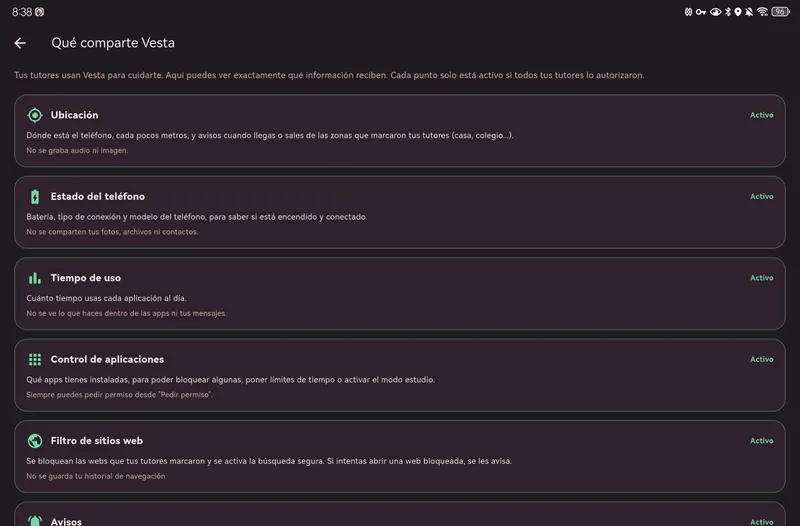 8:38
96
Qué comparte Vesta
Tus tutores usan Vesta para cuidarte. Aquí puedes ver exactamente qué información reciben. Cada punto solo está activo si todos tus tutores lo autorizaron.
Ubicación
Activo
Dónde está el teléfono, cada pocos metros, y avisos cuando llegas o sales de las zonas que marcaron tus tutores (casa, colegio...).
No se graba audio ni imagen.
Estado del teléfono
Activo
Batería, tipo de conexión y modelo del teléfono, para saber si está encendido y conectado.
No se comparten tus fotos, archivos ni contactos.
Tiempo de uso
Activo
Cuánto tiempo usas cada aplicación al día.
No se ve lo que haces dentro de las apps ni tus mensajes.
Control de aplicaciones
Activo
Qué apps tienes instaladas, para poder bloquear algunas, poner límites de tiempo o activar el modo estudio.
Siempre puedes pedir permiso desde "Pedir permiso".
Filtro de sitios web
Activo
Se bloquean las webs que tus tutores marcaron y se activa la búsqueda segura. Si intentas abrir una web bloqueada, se les avisa.
No se guarda tu historial de navegación.
Avisos
Activo